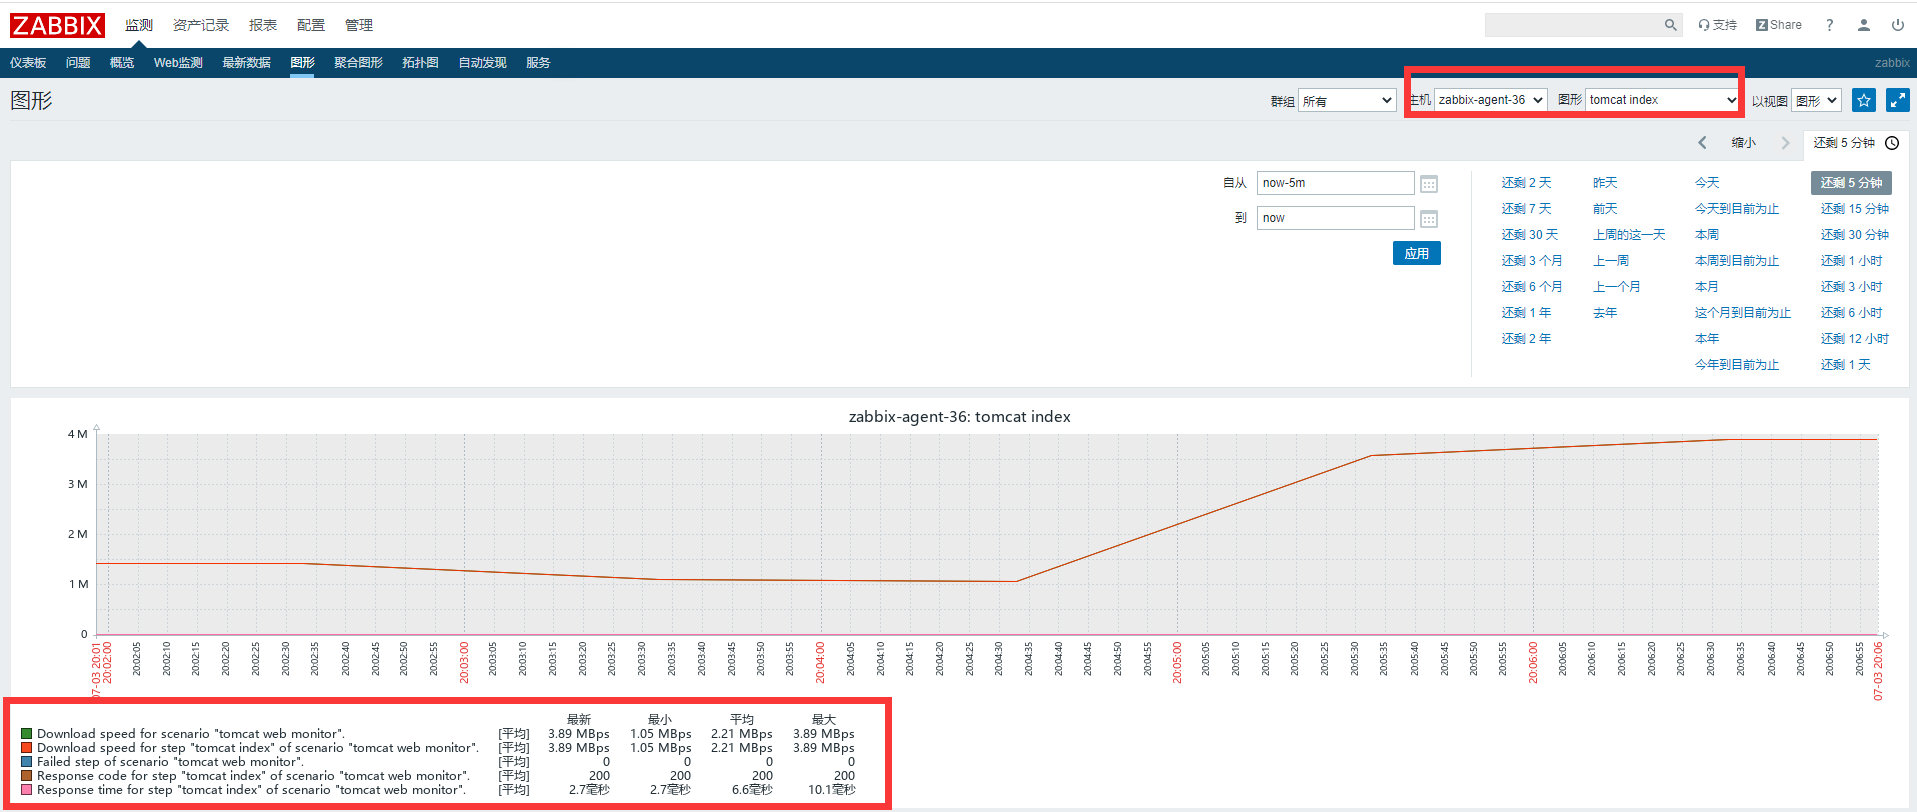 ZABBIX 监测 资产记录 报表 配置 管理 支持 Share ?
仪表板 问题 概览 Web监测 最新数据 图形 聚合图形 拓扑图 自动发现 服务 zabbix
图形 群组 所有 主机 zabbix-agent-36 图形 tomcat index 以视图 图形
缩小 还剩 5 分钟
自从 now-5m 还剩 2 天 昨天 今天 还剩 5 分钟
还剩 7 天 前天 今天到目前为止 还剩 15 分钟
到 now 还剩 30 天 上周的这一天 本周 还剩 30 分钟
应用 还剩 3 个月 上一周 本周到目前为止 还剩 1 小时
还剩 6 个月 上一个月 本月 还剩 3 小时
还剩 1 年 去年 这个月到目前为止 还剩 6 小时
还剩 2 年 本年 还剩 12 小时
今年到目前为止 还剩 1 天
zabbix-agent-36: tomcat index
4 M
3 M
2 M
1 M
0
07-03 20:01 20:02:00 20:02:05 20:02:10 20:02:15 20:02:20 20:02:25 20:02:30 20:02:35 20:02:40 20:02:45 20:02:50 20:02:55 20:03:00 20:03:05 20:03:10 20:03:15 20:03:20 20:03:25 20:03:30 20:03:35 20:03:40 20:03:45 20:03:50 20:03:55 20:04:00 20:04:05 20:04:10 20:04:15 20:04:20 20:04:25 20:04:30 20:04:35 20:04:40 20:04:45 20:04:50 20:04:55 20:05:00 20:05:05 20:05:10 20:05:15 20:05:20 20:05:25 20:05:30 20:05:35 20:05:40 20:05:45 20:05:50 20:05:55 20:06:00 20:06:05 20:06:10 20:06:15 20:06:20 20:06:25 20:06:30 20:06:35 20:06:40 20:06:45 20:06:50 20:06:55 07-03 20:06
最新 最小 平均 最大
Download speed for scenario "tomcat web monitor". [平均] 3.89 MBps 1.05 MBps 2.21 MBps 3.89 MBps
Download speed for step "tomcat index" of scenario "tomcat web monitor". [平均] 3.89 MBps 1.05 MBps 2.21 MBps 3.89 MBps
Failed step of scenario "tomcat web monitor". [平均] 0 0 0 0
Response code for step "tomcat index" of scenario "tomcat web monitor". [平均] 200 200 200 200
Response time for step "tomcat index" of scenario "tomcat web monitor". [平均] 2.7毫秒 2.7毫秒 6.6毫秒 10.1毫秒